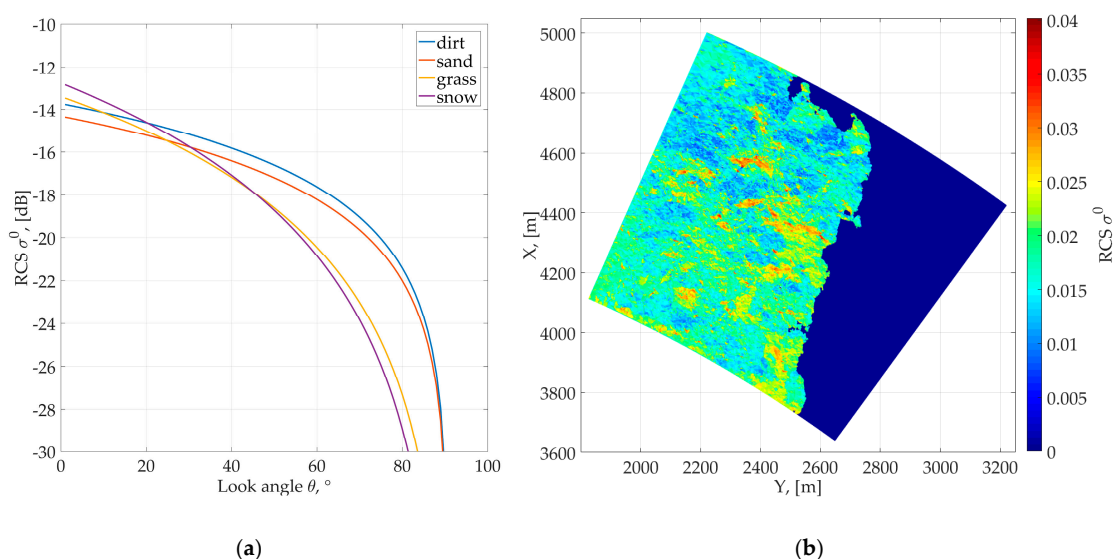 -10
-12
-14
-16
-18
-20
-22
-24
-26
-28
-30
RCS σ⁰, [dB]
dirt
sand
grass
snow
0 20 40 60 80 100
Look angle θ, °
(a)
5000
4800
4600
4400
4200
4000
3800
3600
X, [m]
2000 2200 2400 2600 2800 3000 3200
Y, [m]
0.04
0.035
0.03
0.025
0.02
0.015
0.01
0.005
0
RCS σ⁰
(b)